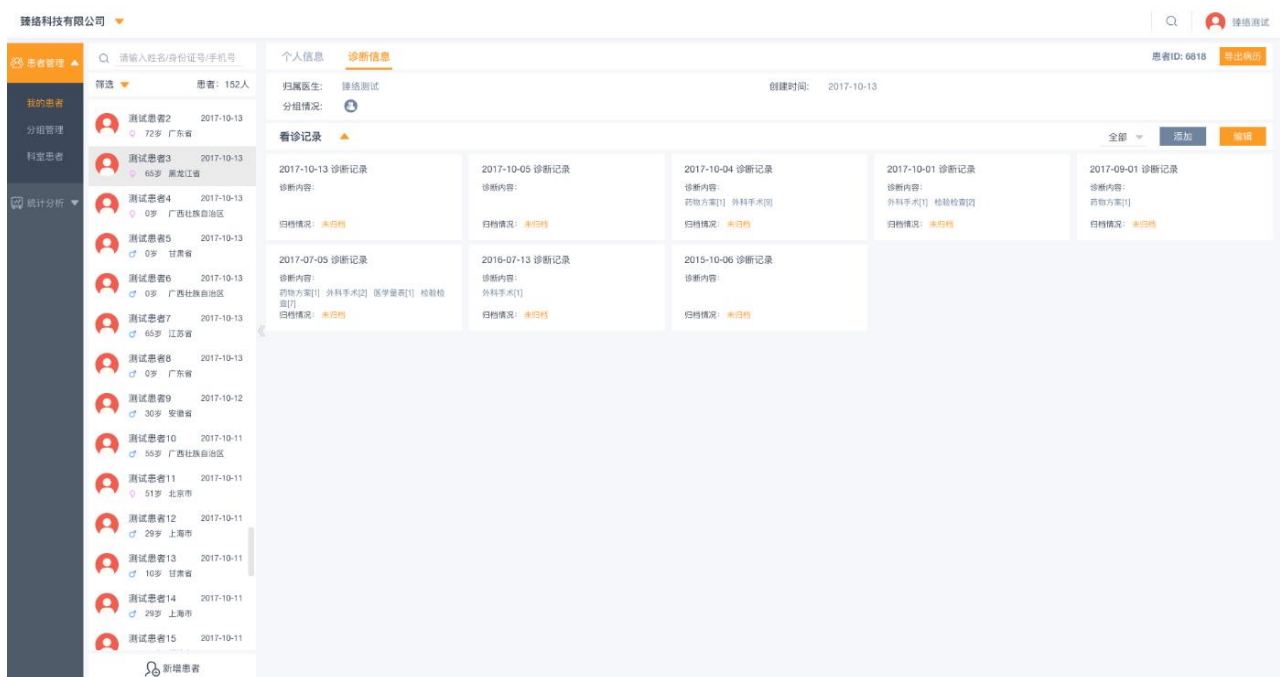 臻络科技有限公司
臻络测试
患者管理
我的患者
分组管理
科室患者
统计分析
请输入姓名/身份证号/手机号
筛选 患者：152人
测试患者2 2017-10-13
72岁 广东省
测试患者3 2017-10-13
65岁 黑龙江省
测试患者4 2017-10-13
0岁 广西壮族自治区
测试患者5 2017-10-13
0岁 甘肃省
测试患者6 2017-10-13
0岁 广西壮族自治区
测试患者7 2017-10-13
65岁 江苏省
测试患者8 2017-10-13
0岁 广东省
测试患者9 2017-10-12
30岁 安徽省
测试患者10 2017-10-11
55岁 广西壮族自治区
测试患者11 2017-10-11
51岁 北京市
测试患者12 2017-10-11
29岁 上海市
测试患者13 2017-10-11
10岁 甘肃省
测试患者14 2017-10-11
29岁 上海市
测试患者15 2017-10-11
新增患者
个人信息 诊断信息 患者ID: 6818 导出病历
归属医生： 臻络测试 创建时间： 2017-10-13
分组情况：
看诊记录 全部 添加 编辑
2017-10-13 诊断记录
诊断内容：
归档情况： 未归档
2017-10-05 诊断记录
诊断内容：
归档情况： 未归档
2017-10-04 诊断记录
诊断内容：
药物方案[1] 外科手术[9]
归档情况： 未归档
2017-10-01 诊断记录
诊断内容：
外科手术[1] 检验检查[2]
归档情况： 未归档
2017-09-01 诊断记录
诊断内容：
药物方案[1]
归档情况： 未归档
2017-07-05 诊断记录
诊断内容：
药物方案[1] 外科手术[2] 医学量表[1] 检验检
查[7]
归档情况： 未归档
2016-07-13 诊断记录
诊断内容：
外科手术[1]
归档情况： 未归档
2015-10-06 诊断记录
诊断内容：
归档情况： 未归档